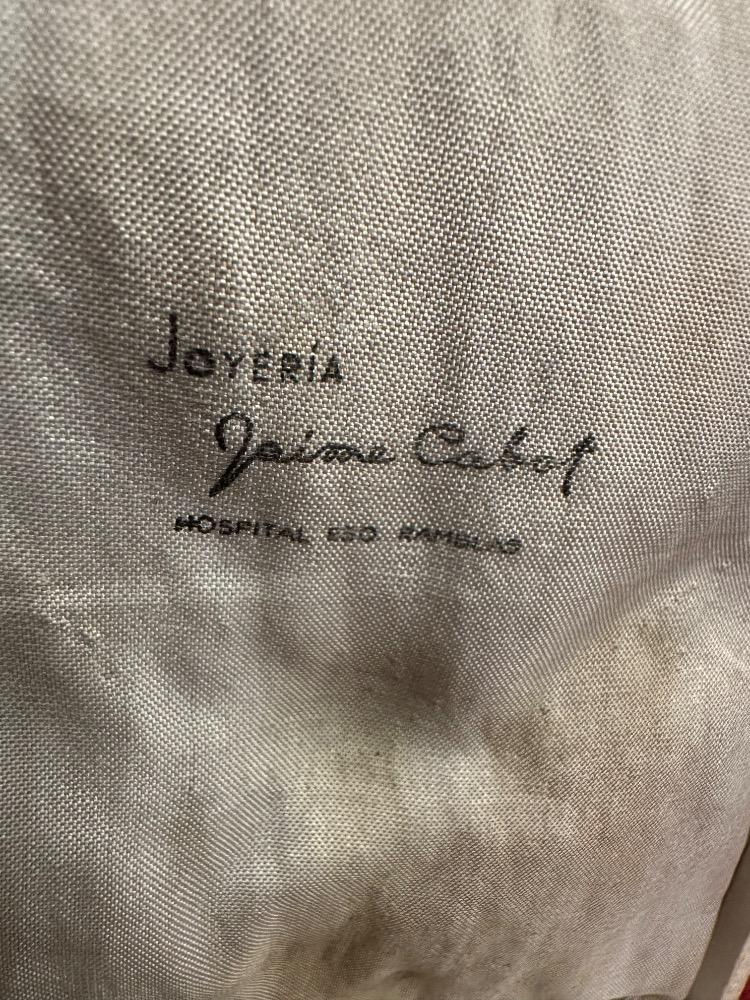 JOYERÍA
Jaime Cabot
HOSPITAL ESQ RAMBLAS